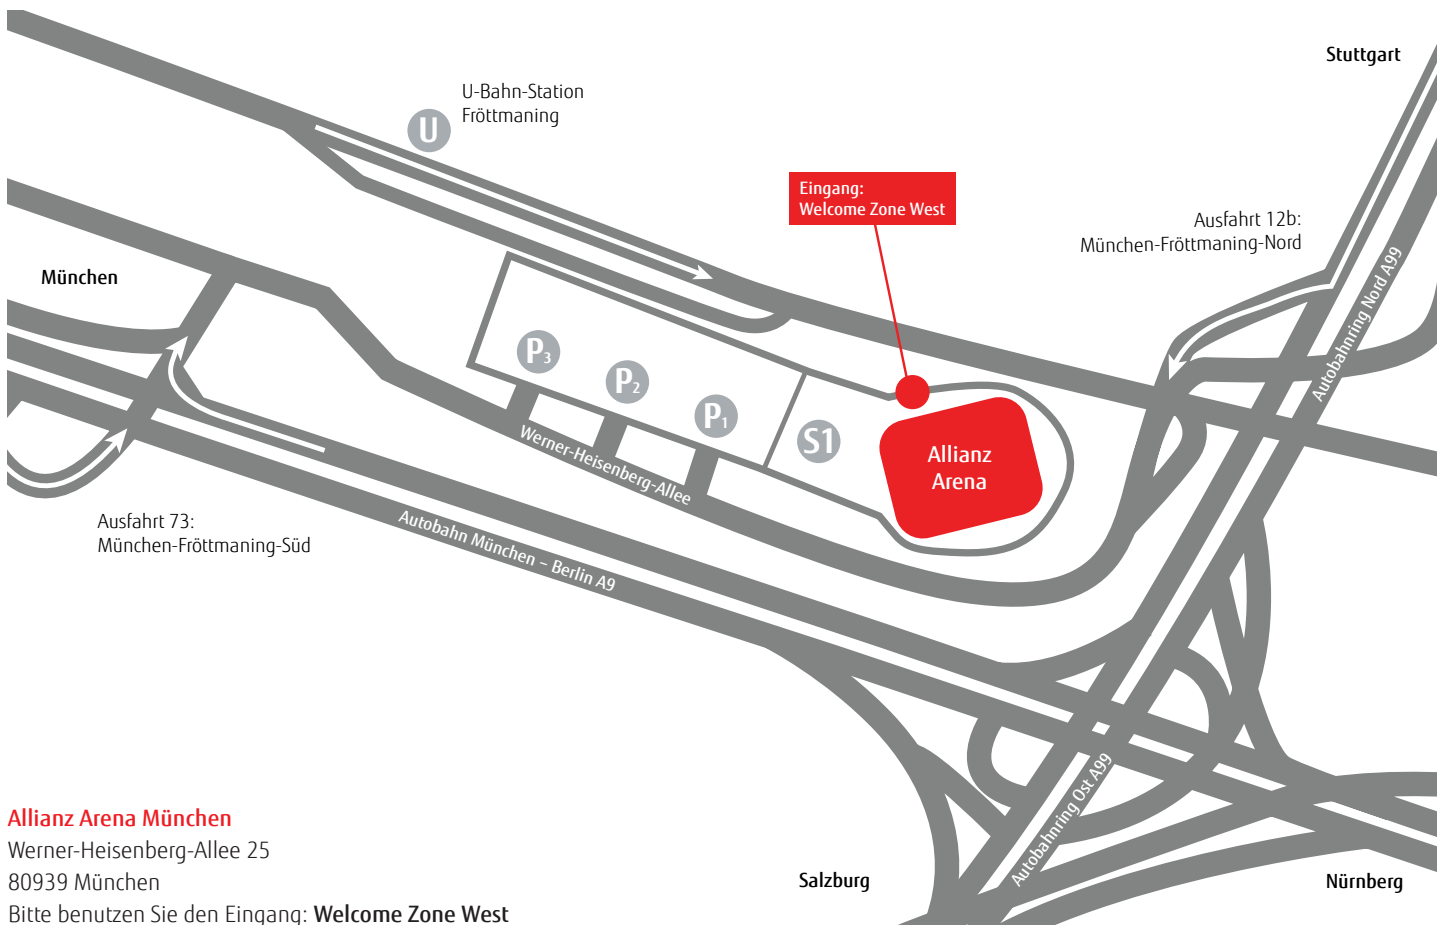 Stuttgart
U-Bahn-Station
Fröttmaning
U
Eingang:
Welcome Zone West
Ausfahrt 12b:
München-Fröttmaning-Nord
München
Autobahnring Nord A99
P3
P2
P1
S1
Allianz
Arena
Werner-Heisenberg-Allee
Ausfahrt 73:
München-Fröttmaning-Süd
Autobahn München – Berlin A9
Autobahnring Ost A99
Allianz Arena München
Werner-Heisenberg-Allee 25
80939 München
Bitte benutzen Sie den Eingang: Welcome Zone West
Salzburg
Nürnberg